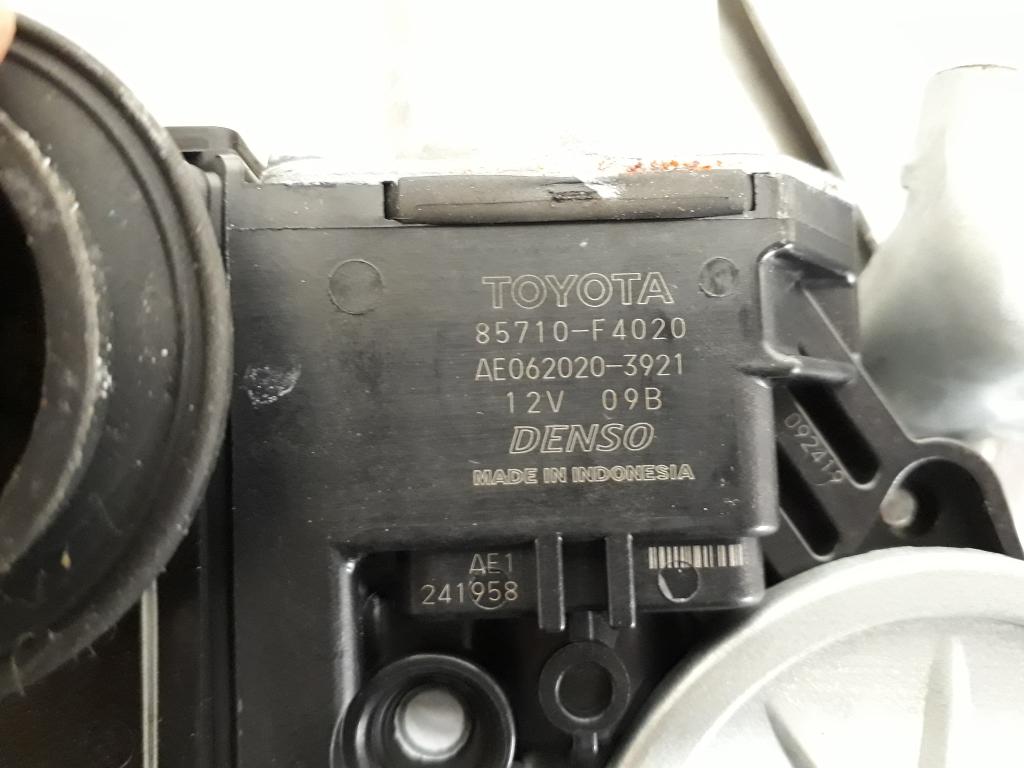 TOYOTA
85710-F4020
AE062020-3921
12V 09B
DENSO
MADE IN INDONESIA
092419
AE1
241958